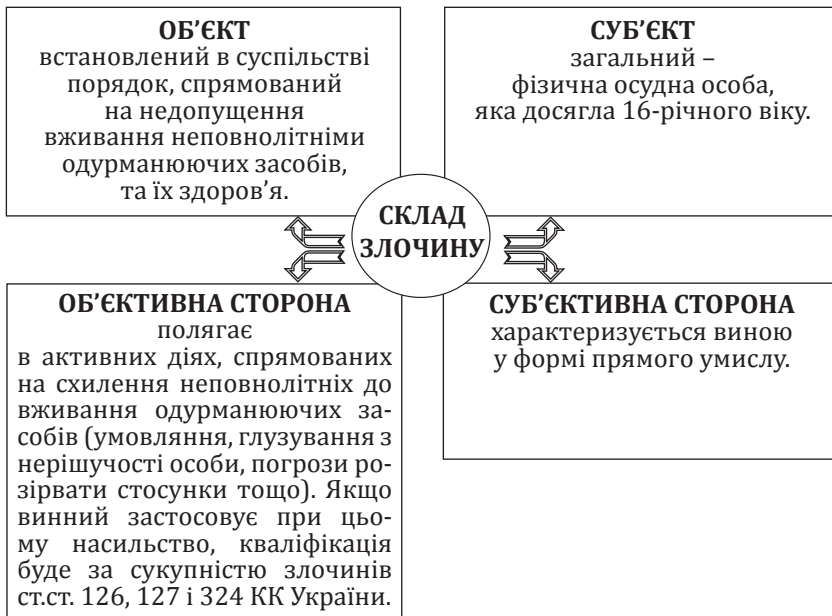 ОБ’ЄКТ
встановлений в суспільстві
порядок, спрямований
на недопущення
вживання неповнолітніми
одурманюючих засобів,
та їх здоров’я.
СУБ’ЄКТ
загальний –
фізична осудна особа,
яка досягла 16-річного віку.
СКЛАД
ЗЛОЧИНУ
ОБ’ЄКТИВНА СТОРОНА
полягає
в активних діях, спрямованих
на схилення неповнолітніх до
вживання одурманюючих за-
собів (умовляння, глузування з
нерішучості особи, погрози ро-
зірвати стосунки тощо). Якщо
винний застосовує при цьо-
му насильство, кваліфікація
буде за сукупністю злочинів
ст.ст. 126, 127 і 324 КК України.
СУБ’ЄКТИВНА СТОРОНА
характеризується виною
у формі прямого умислу.